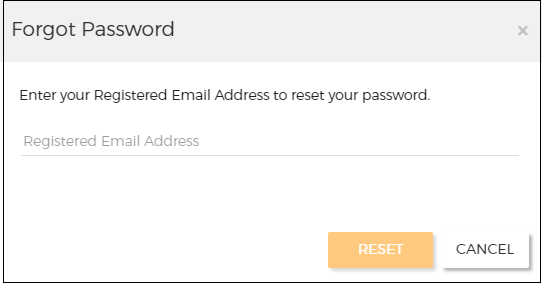 Forgot Password
×
Enter your Registered Email Address to reset your password.
Registered Email Address
RESET CANCEL